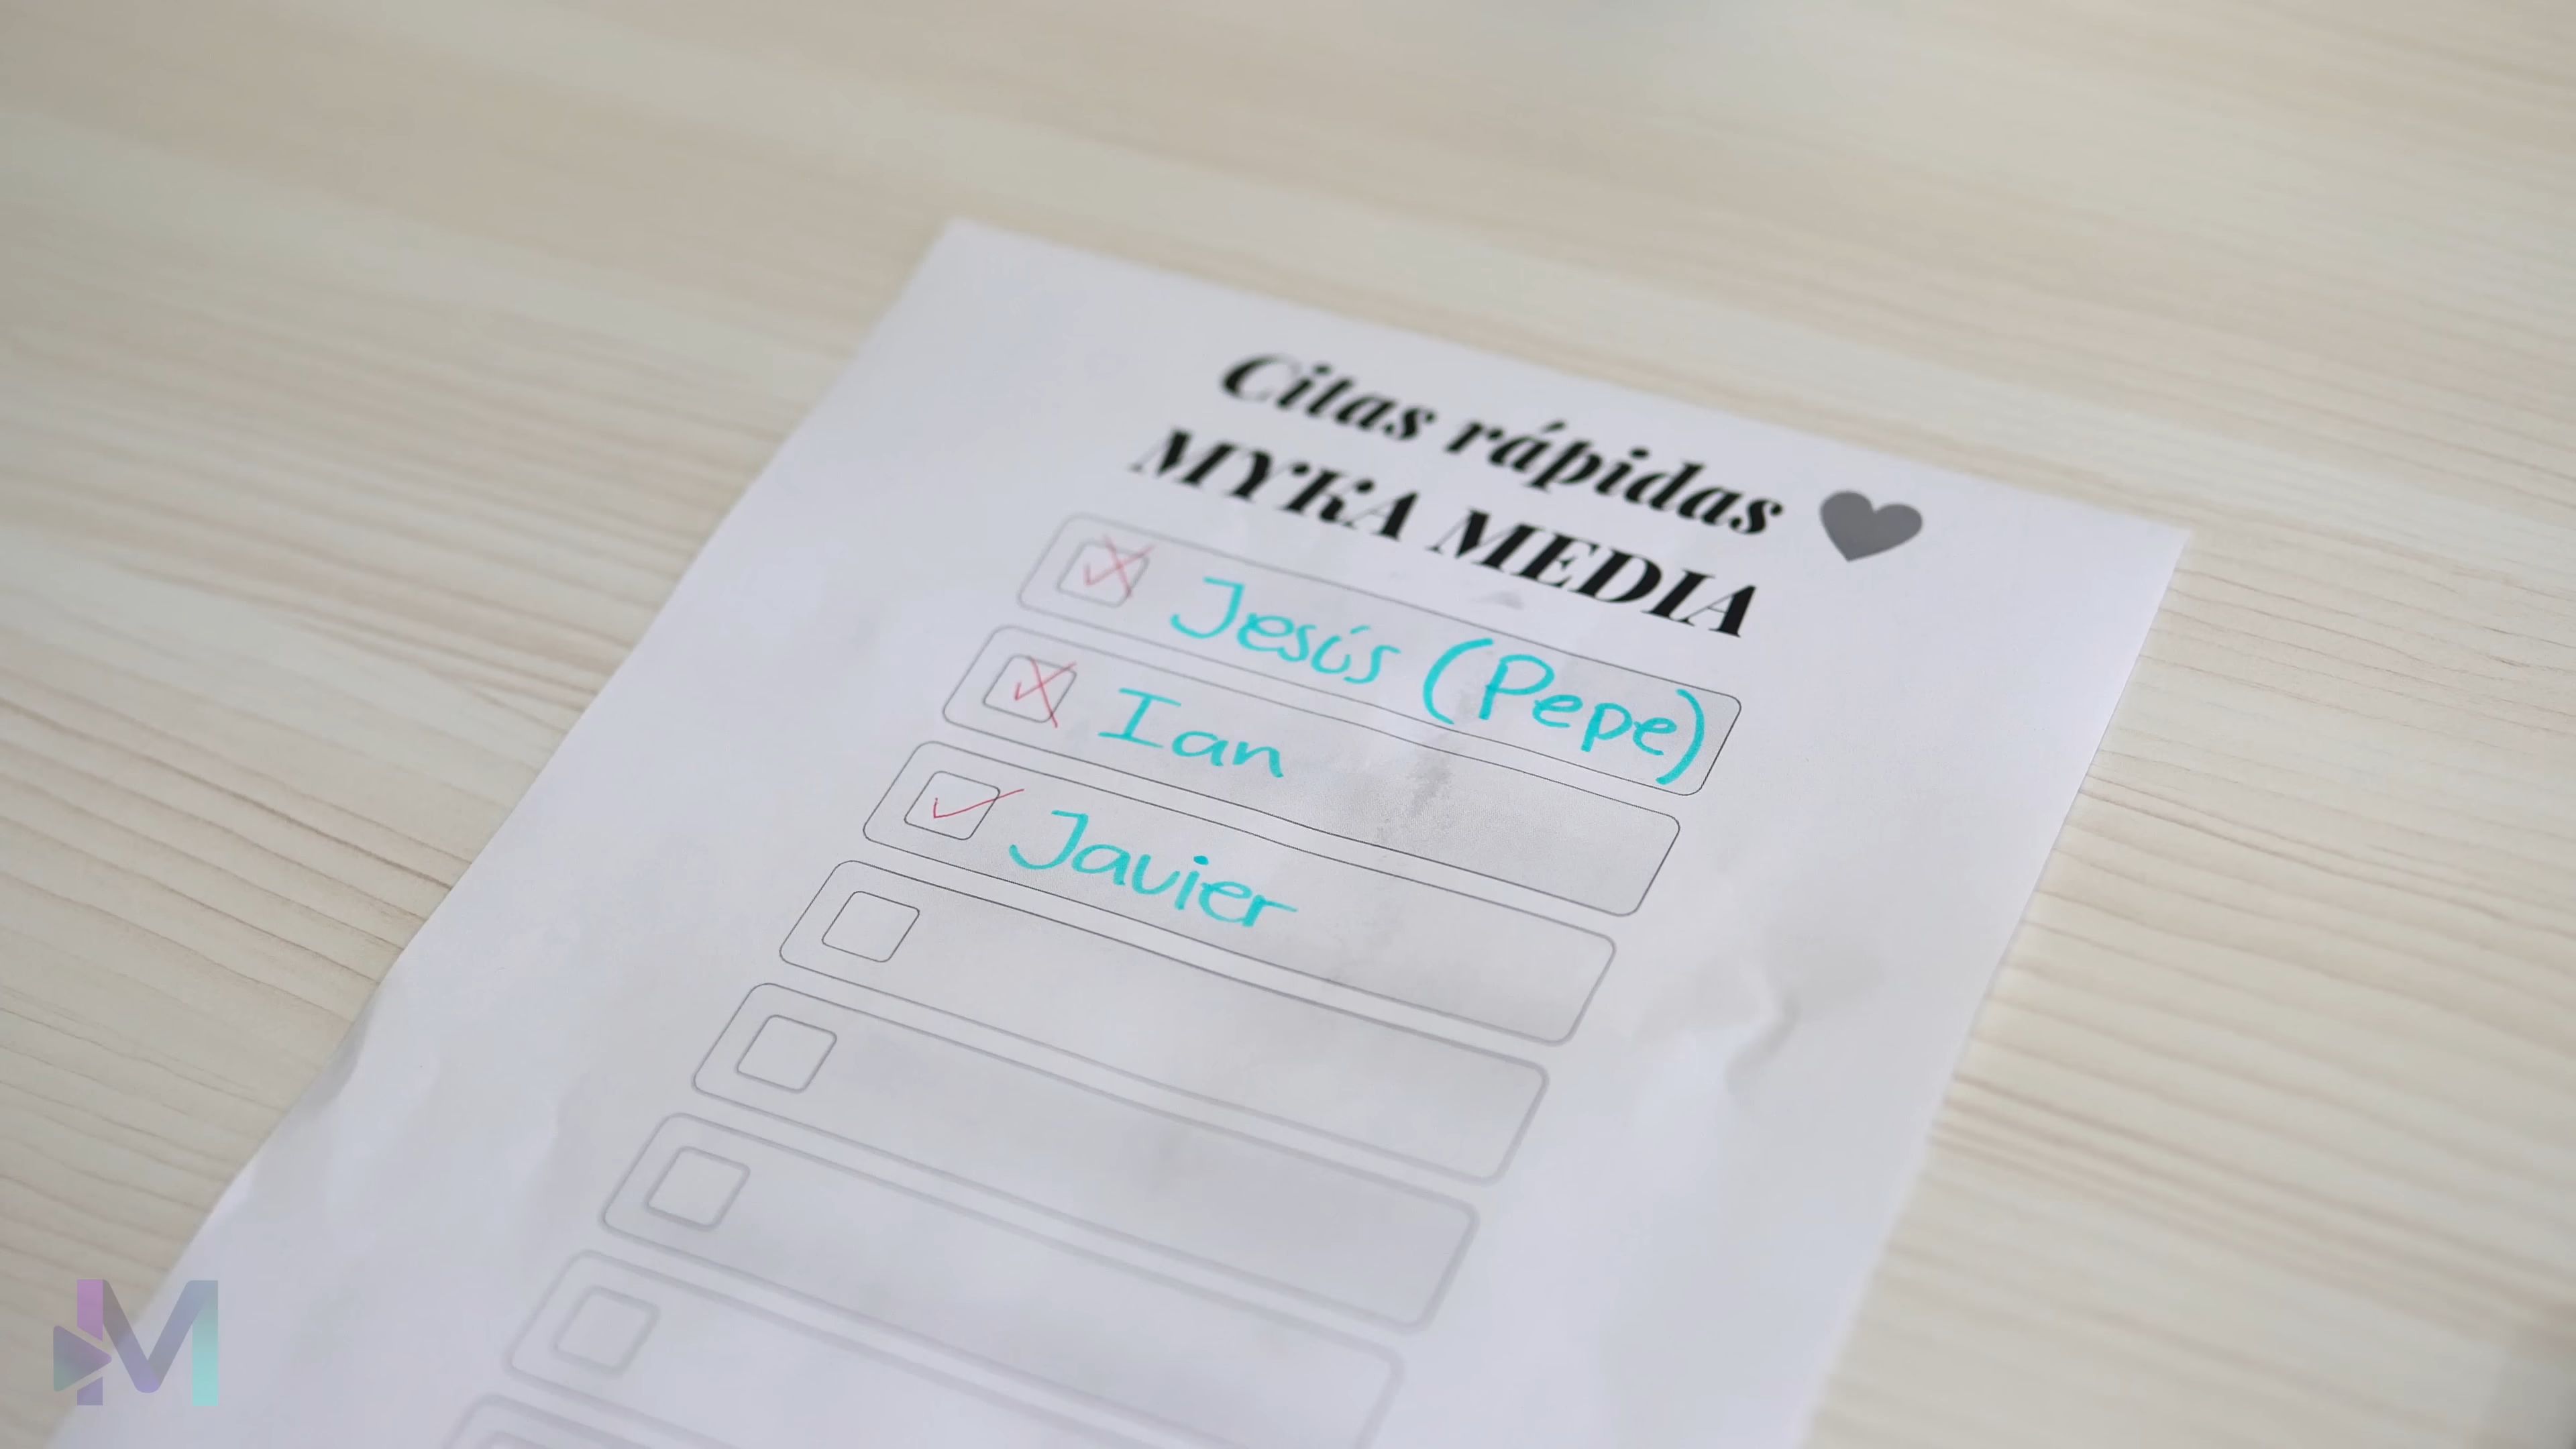 Citas rápidas 🖤
MYKA MEDIA
Jesús (Pepe)
Ian
Javier
M